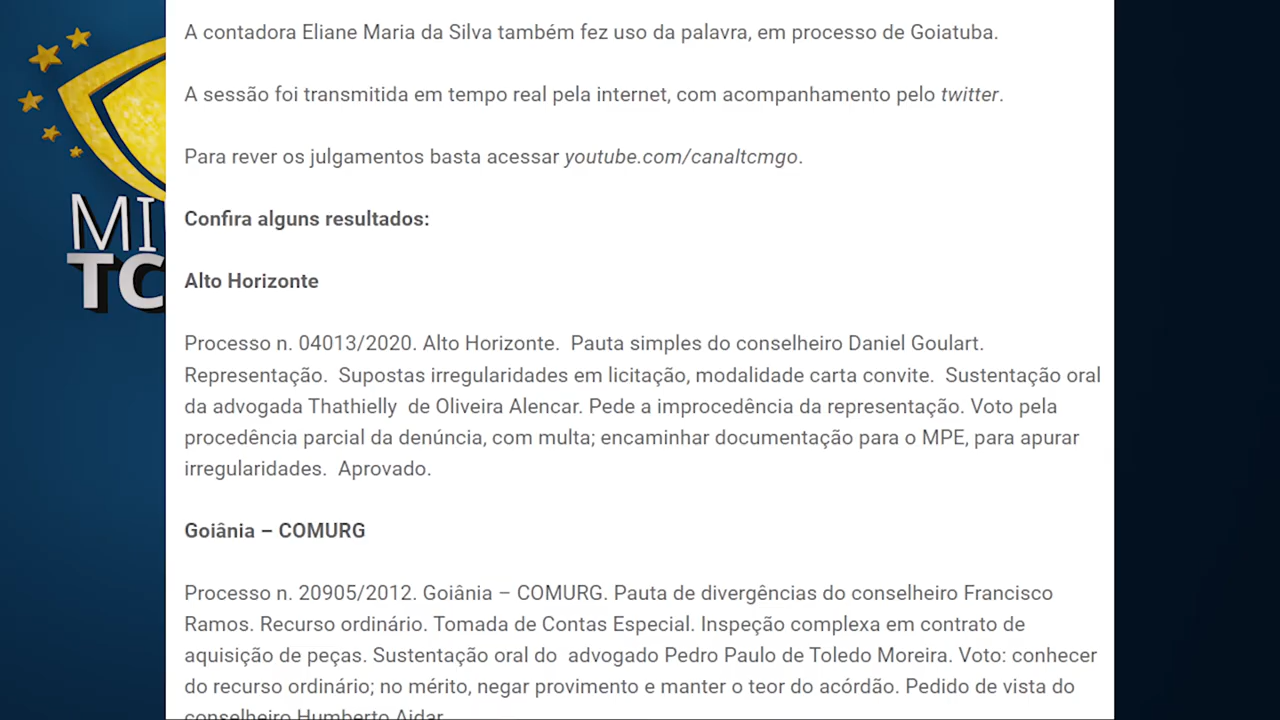 A contadora Eliane Maria da Silva também fez uso da palavra, em processo de Goiatuba.
A sessão foi transmitida em tempo real pela internet, com acompanhamento pelo twitter.
Para rever os julgamentos basta acessar youtube.com/canaltcmgo.
MI
TC
Confira alguns resultados:
Alto Horizonte
Processo n. 04013/2020. Alto Horizonte.  Pauta simples do conselheiro Daniel Goulart.
Representação.  Supostas irregularidades em licitação, modalidade carta convite.  Sustentação oral
da advogada Thathielly  de Oliveira Alencar. Pede a improcedência da representação. Voto pela
procedência parcial da denúncia, com multa; encaminhar documentação para o MPE, para apurar
irregularidades.  Aprovado.
Goiânia – COMURG
Processo n. 20905/2012. Goiânia – COMURG. Pauta de divergências do conselheiro Francisco
Ramos. Recurso ordinário. Tomada de Contas Especial. Inspeção complexa em contrato de
aquisição de peças. Sustentação oral do  advogado Pedro Paulo de Toledo Moreira. Voto: conhecer
do recurso ordinário; no mérito, negar provimento e manter o teor do acórdão. Pedido de vista do
conselheiro Humberto Aidar